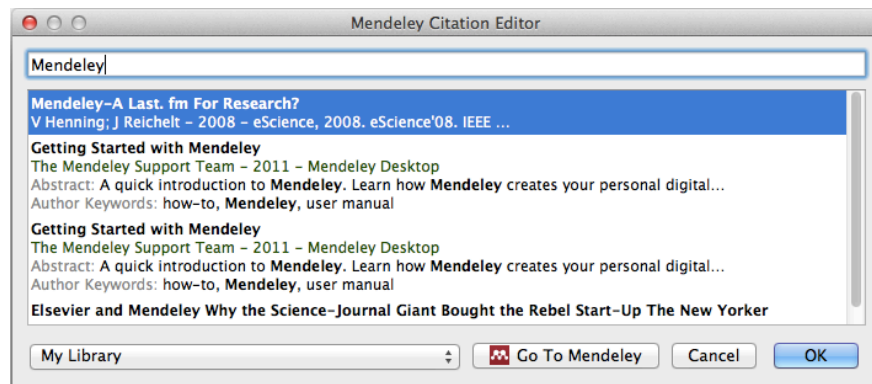 Mendeley Citation Editor
Mendeley
Mendeley-A Last. fm For Research?
V Henning; J Reichelt - 2008 - eScience, 2008. eScience'08. IEEE ...
Getting Started with Mendeley
The Mendeley Support Team - 2011 - Mendeley Desktop
Abstract: A quick introduction to Mendeley. Learn how Mendeley creates your personal digital...
Author Keywords: how-to, Mendeley, user manual
Getting Started with Mendeley
The Mendeley Support Team - 2011 - Mendeley Desktop
Abstract: A quick introduction to Mendeley. Learn how Mendeley creates your personal digital...
Author Keywords: how-to, Mendeley, user manual
Elsevier and Mendeley Why the Science-Journal Giant Bought the Rebel Start-Up The New Yorker
My Library Go To Mendeley Cancel OK